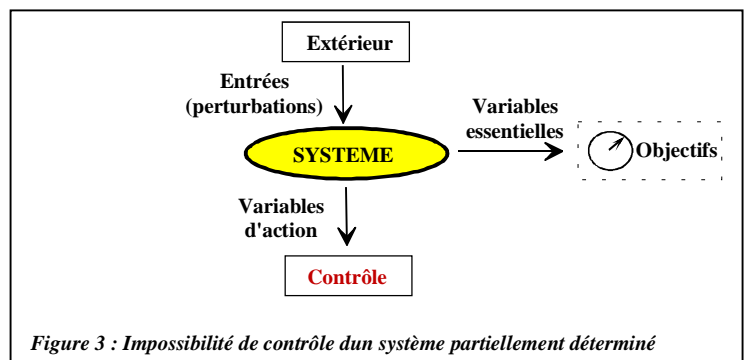 Extérieur
Entrées
(perturbations)
Variables
essentielles
SYSTEME
Objectifs
Variables
d'action
Contrôle
Figure 3 : Impossibilité de contrôle dun système partiellement déterminé